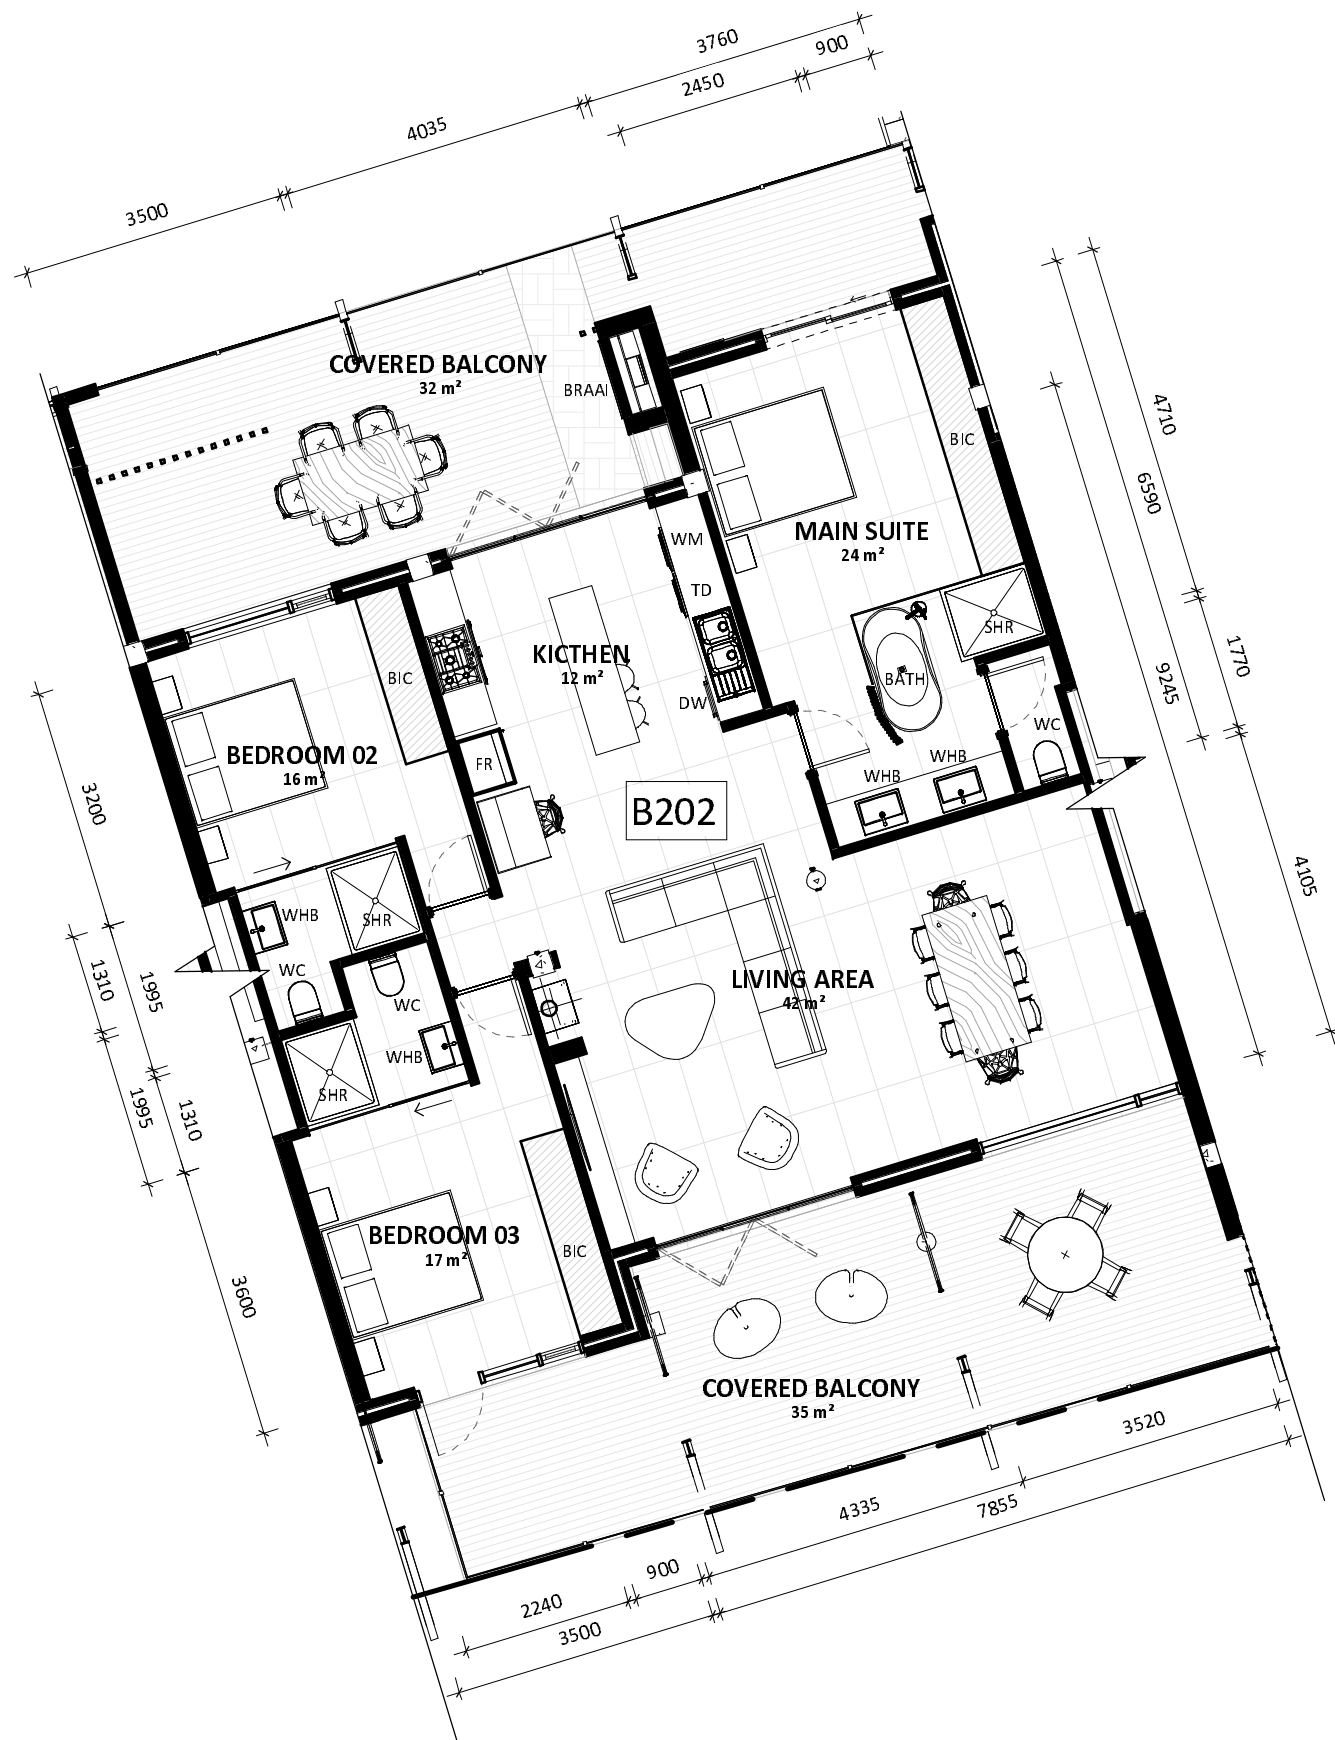 3760
900
2450
4035
3500
COVERED BALCONY
32 m²
BRAAI
BIC
4710
6590
MAIN SUITE
24 m²
WM
TD
SHR
KICTHEN
12 m²
BIC
BATH
1770
9245
DW
WC
BEDROOM 02
16 m²
FR
WHB
WHB
3200
B202
4105
WHB
SHR
LIVING AREA
42 m²
WC
1310
1995
WC
WHB
SHR
1995
1310
BEDROOM 03
17 m²
BIC
3600
COVERED BALCONY
35 m²
3520
4335
7855
900
2240
3500